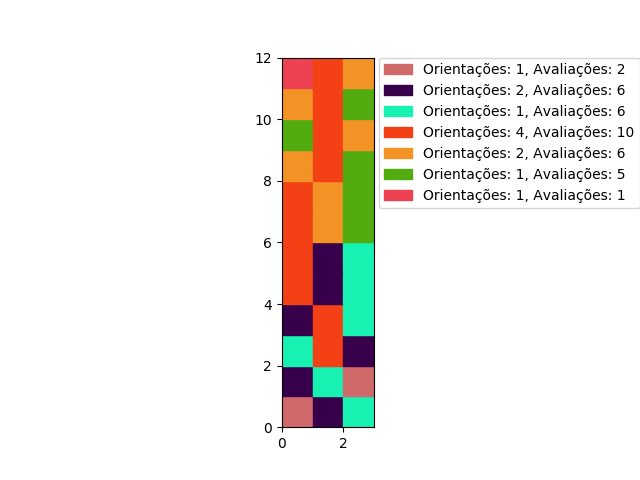 12
10
8
6
4
2
0
0
2
Orientações: 1, Avaliações: 2
Orientações: 2, Avaliações: 6
Orientações: 1, Avaliações: 6
Orientações: 4, Avaliações: 10
Orientações: 2, Avaliações: 6
Orientações: 1, Avaliações: 5
Orientações: 1, Avaliações: 1